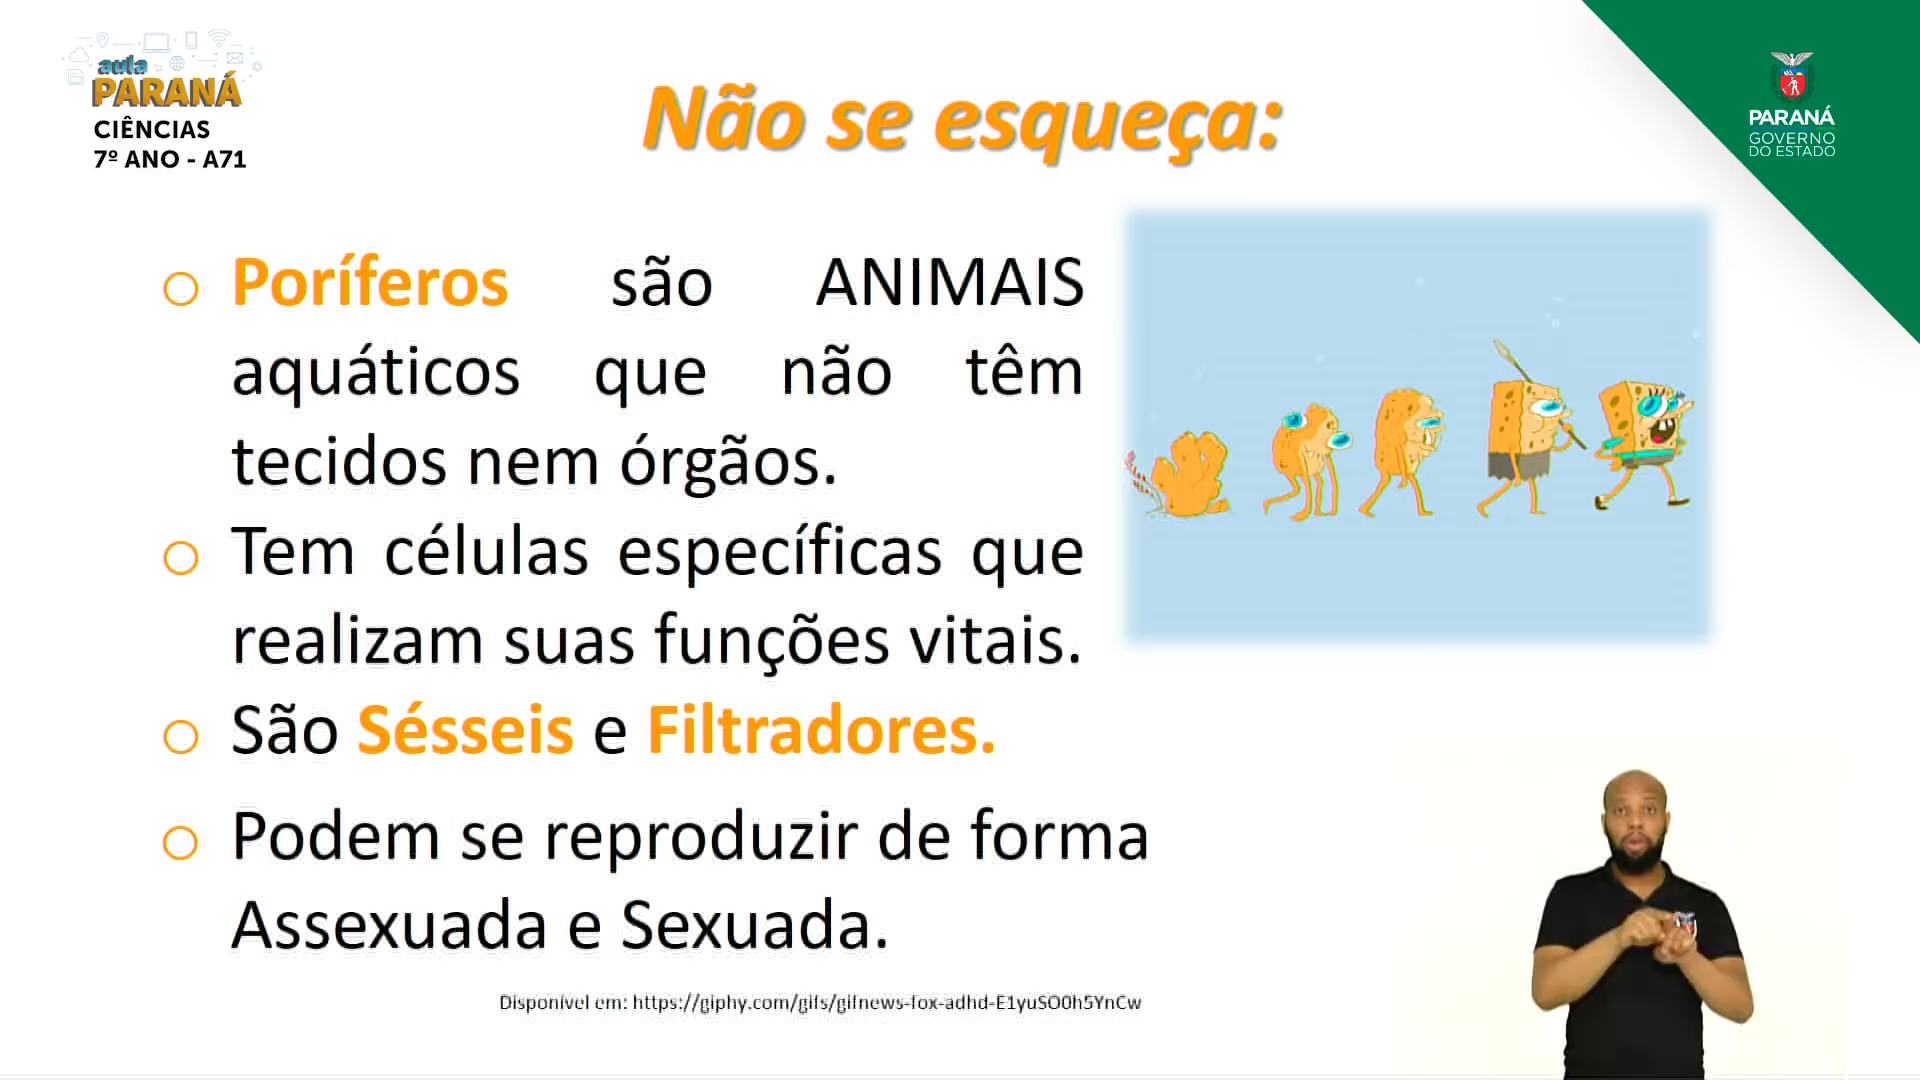 aula
PARANÁ
CIÊNCIAS
7º ANO - A71
Não se esqueça:
PARANÁ
GOVERNO
DO ESTADO
Poríferos são ANIMAIS
aquáticos que não têm
tecidos nem órgãos.
Tem células específicas que
realizam suas funções vitais.
São Sésseis e Filtradores.
Podem se reproduzir de forma
Assexuada e Sexuada.
Disponível em: https://giphy.com/gifs/gifnews-fox-adhd-E1yuSO0h5YnCw